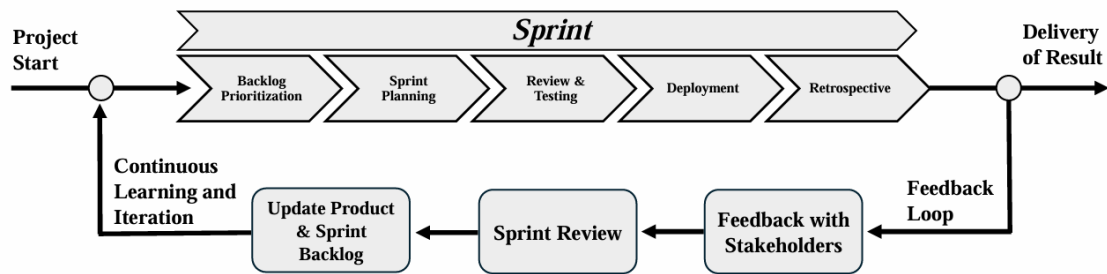 Sprint
Project
Start
Delivery
of Result
Backlog
Prioritization
Sprint
Planning
Review &
Testing
Deployment
Retrospective
Continuous
Learning and
Iteration
Update Product
& Sprint
Backlog
Sprint Review
Feedback with
Stakeholders
Feedback
Loop